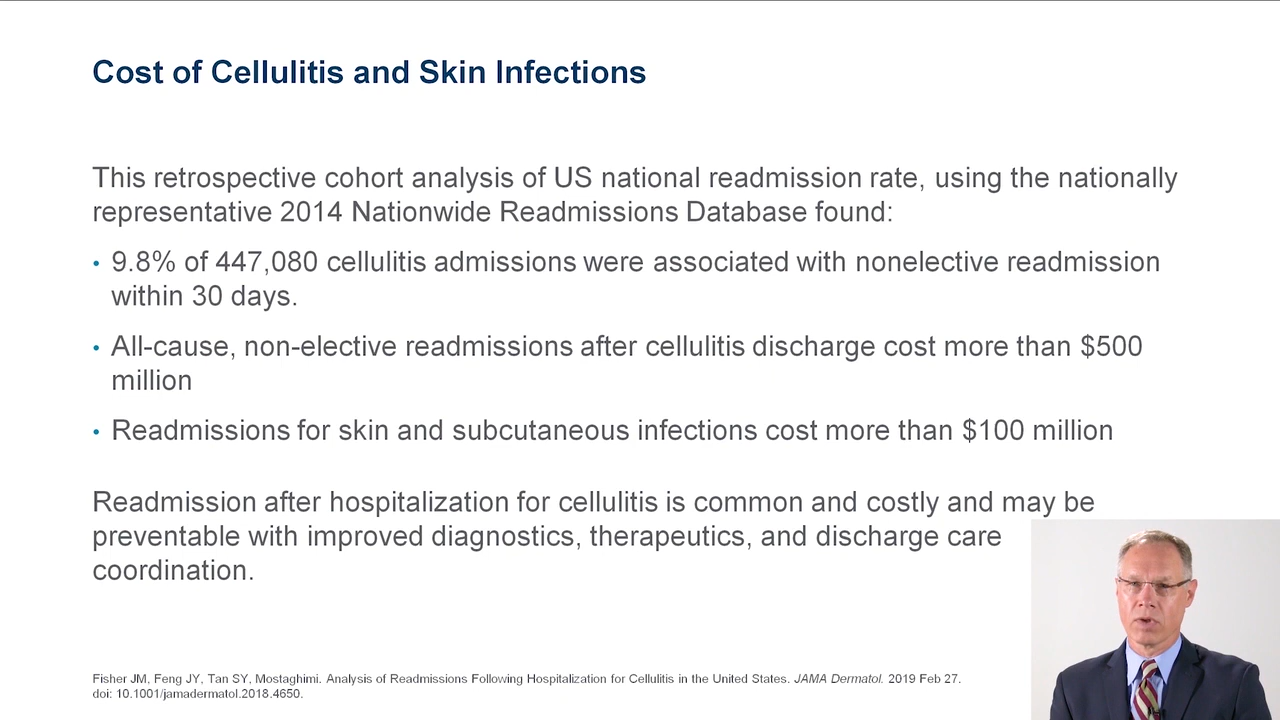 Cost of Cellulitis and Skin Infections
This retrospective cohort analysis of US national readmission rate, using the nationally
representative 2014 Nationwide Readmissions Database found:
• 9.8% of 447,080 cellulitis admissions were associated with nonelective readmission
within 30 days.
• All-cause, non-elective readmissions after cellulitis discharge cost more than $500
million
• Readmissions for skin and subcutaneous infections cost more than $100 million
Readmission after hospitalization for cellulitis is common and costly and may be
preventable with improved diagnostics, therapeutics, and discharge care
coordination.
Fisher JM, Feng JY, Tan SY, Mostaghimi. Analysis of Readmissions Following Hospitalization for Cellulitis in the United States. JAMA Dermatol. 2019 Feb 27.
doi: 10.1001/jamadermatol.2018.4650.